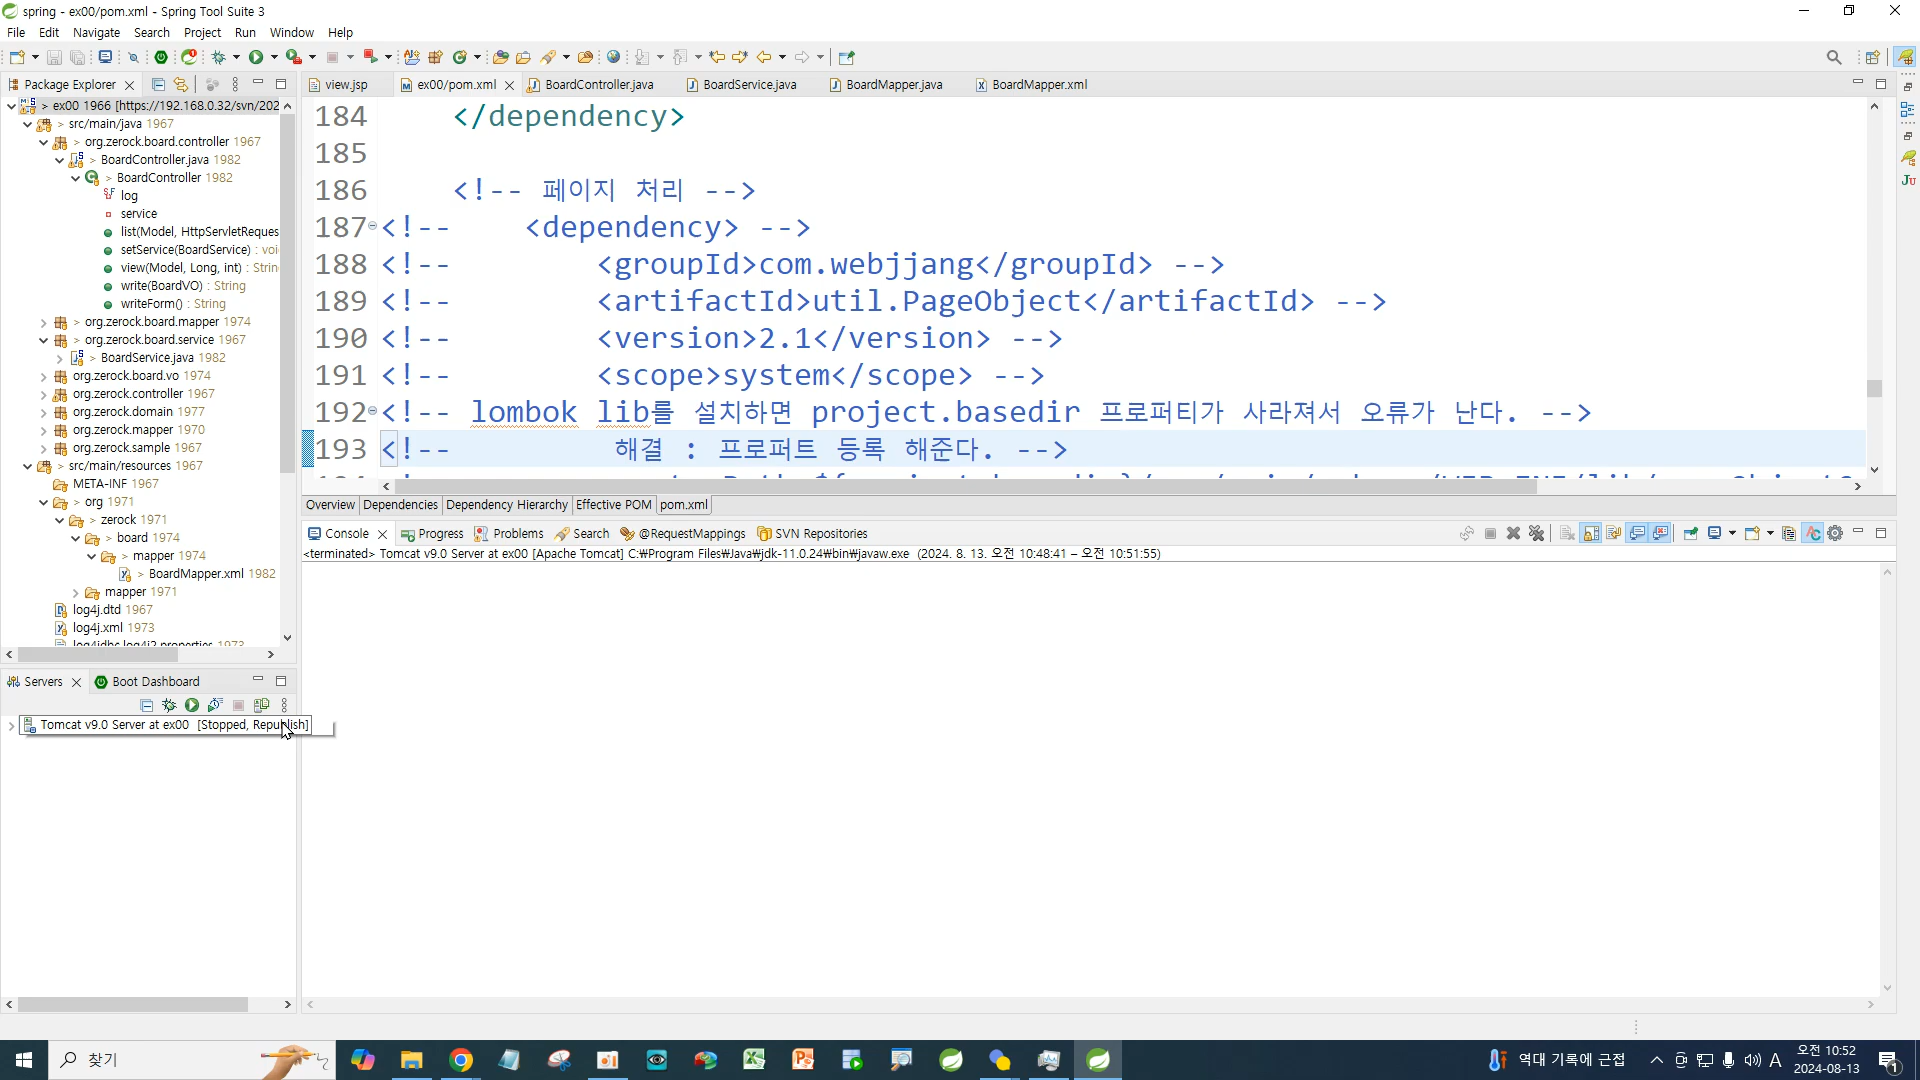 spring - ex00/pom.xml - Spring Tool Suite 3
File Edit Navigate Search Project Run Window Help
Package Explorer
view.jsp ex00/pom.xml BoardController.java BoardService.java BoardMapper.java BoardMapper.xml
> ex00 1966 [https://192.168.0.32/svn/202
> src/main/java 1967
> org.zerock.board.controller 1967
> BoardController.java 1982
> BoardController 1982
log
service
list(Model, HttpServletReques
setService(BoardService) : voi
view(Model, Long, int) : Strin
write(BoardVO) : String
writeForm() : String
> org.zerock.board.mapper 1974
> org.zerock.board.service 1967
> BoardService.java 1982
org.zerock.board.vo 1974
org.zerock.controller 1967
org.zerock.domain 1977
org.zerock.mapper 1970
org.zerock.sample 1967
> src/main/resources 1967
META-INF 1967
> org 1971
> zerock 1971
> board 1974
> mapper 1974
> BoardMapper.xml 1982
mapper 1971
log4j.dtd 1967
log4j.xml 1973
log4jdbc.log4j2.properties 1973
184 </dependency>
185
186 <!-- 페이지 처리 -->
187 <!-- <dependency> -->
188 <!-- <groupId>com.webjjang</groupId> -->
189 <!-- <artifactId>util.PageObject</artifactId> -->
190 <!-- <version>2.1</version> -->
191 <!-- <scope>system</scope> -->
192 <!-- lombok lib를 설치하면 project.basedir 프로퍼티가 사라져서 오류가 난다. -->
193 <!-- 해결 : 프로퍼트 등록 해준다. -->
Overview Dependencies Dependency Hierarchy Effective POM pom.xml
Console Progress Problems Search @RequestMappings SVN Repositories
<terminated> Tomcat v9.0 Server at ex00 [Apache Tomcat] C:₩Program Files₩Java₩jdk-11.0.24₩bin₩javaw.exe (2024. 8. 13. 오전 10:48:41 – 오전 10:51:55)
Servers Boot Dashboard
Tomcat v9.0 Server at ex00 [Stopped, Republish]
찾기
역대 기록에 근접
A
오전 10:52
2024-08-13
1